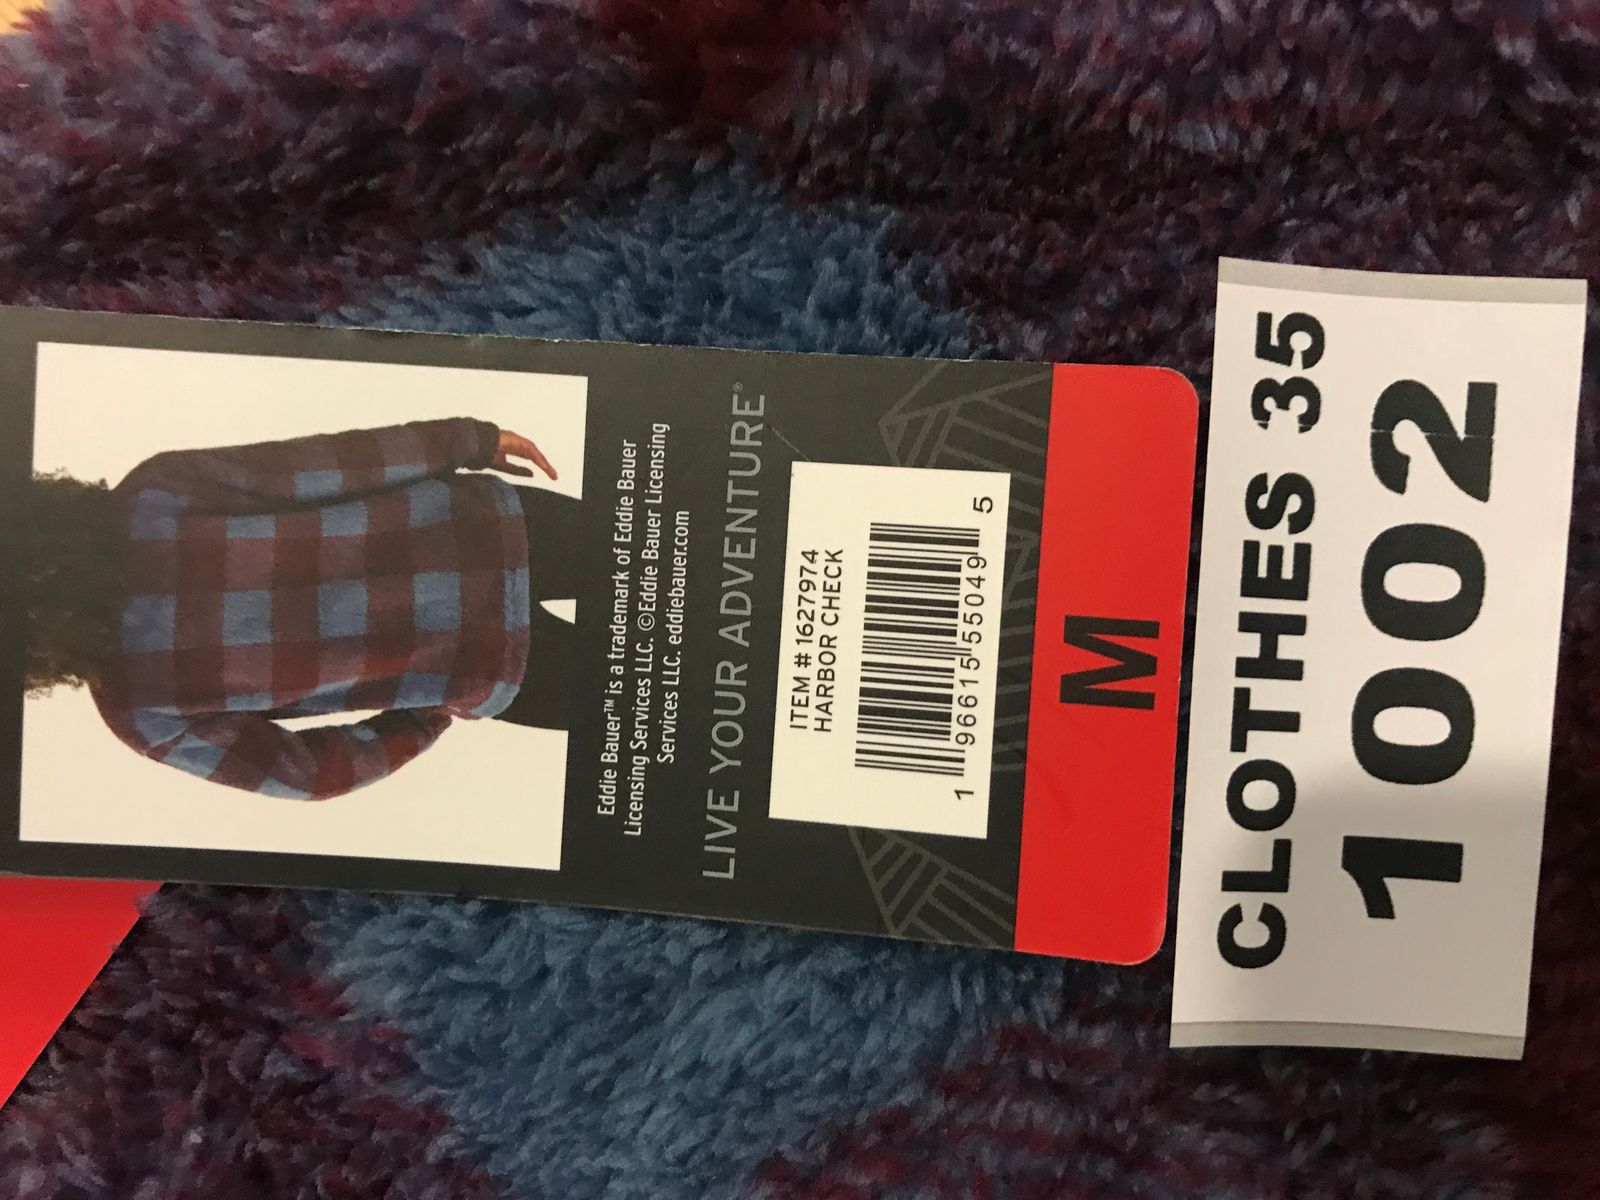 Eddie Bauer™ is a trademark of Eddie Bauer
Licensing Services LLC. ©Eddie Bauer Licensing
Services LLC. eddiebauer.com
LIVE YOUR ADVENTURE®
ITEM # 1627974
HARBOR CHECK
1 96615 55049 5
M
CLOTHES 35
1002